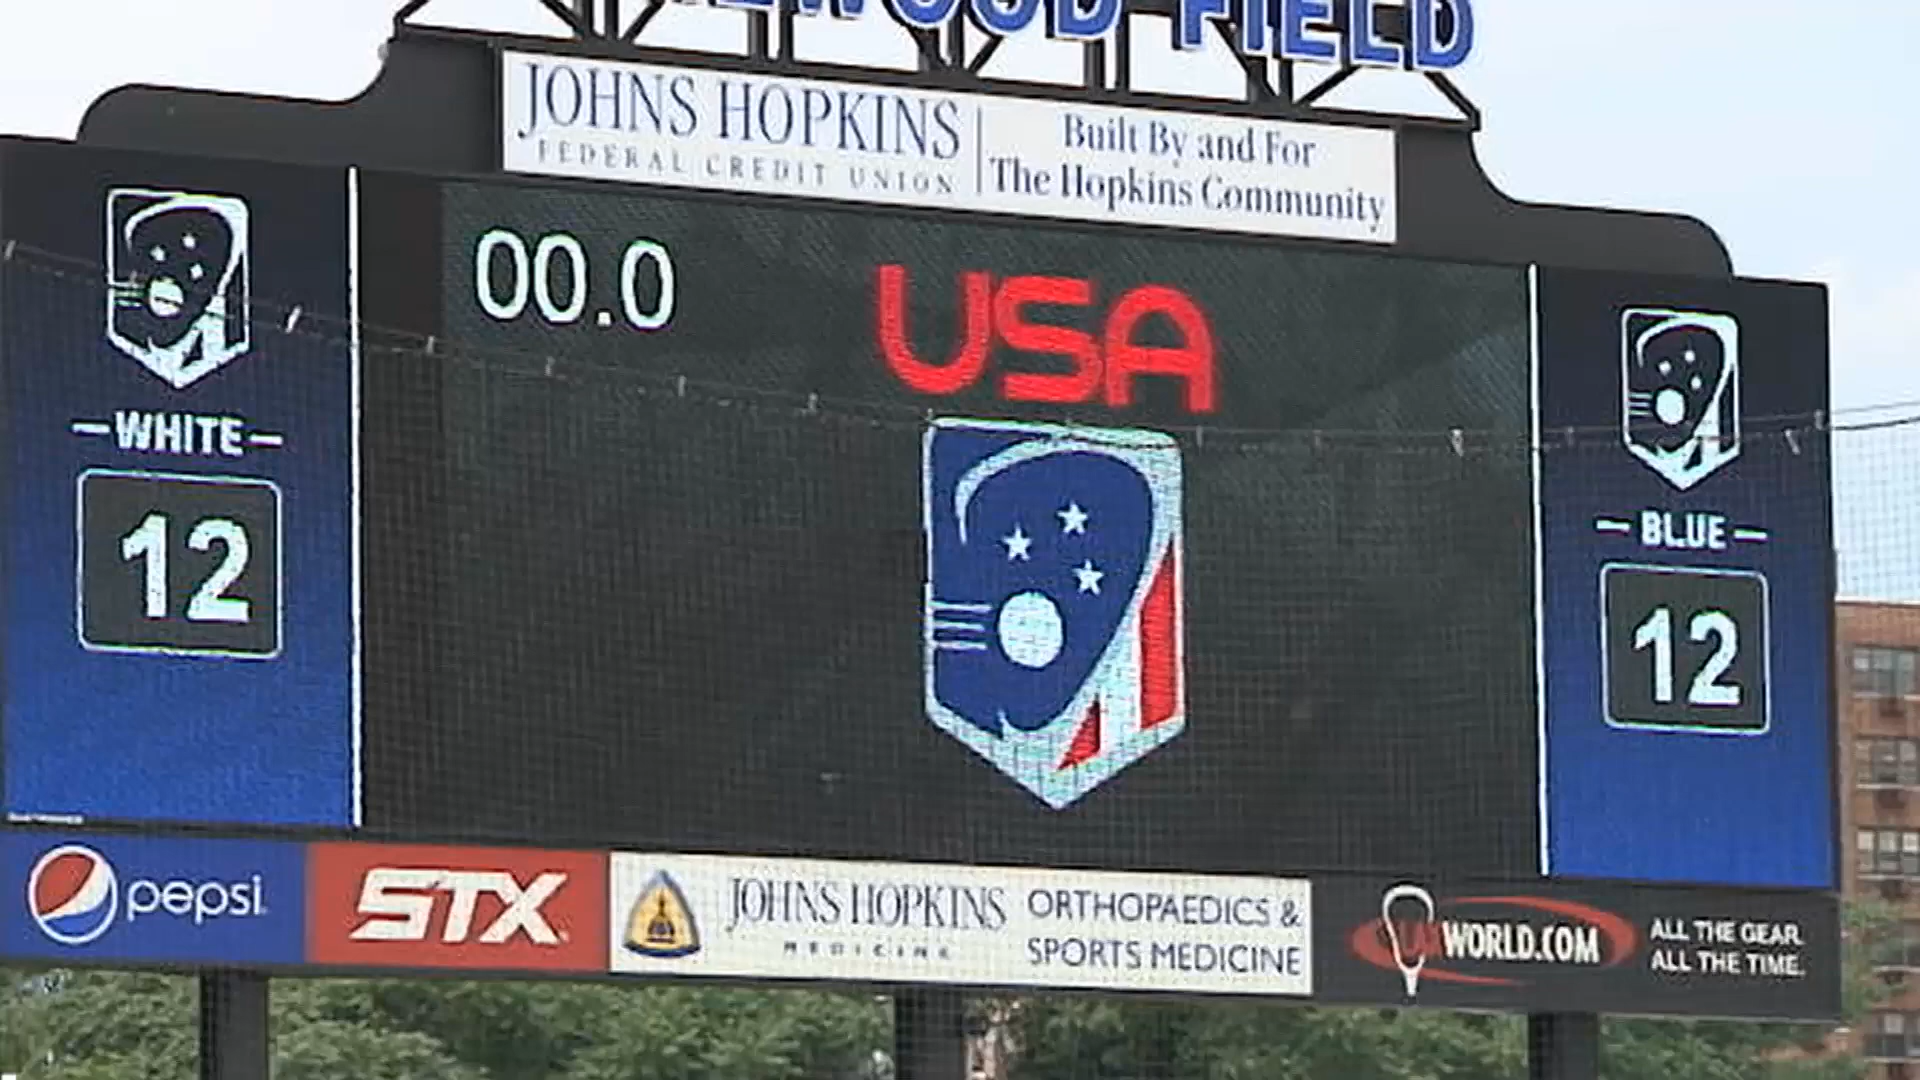 WOOD FIELD
JOHNS HOPKINS
FEDERAL CREDIT UNION
Built By and For
The Hopkins Community
00.0
USA
WHITE
12
BLUE
12
pepsi
STX
JOHNS HOPKINS
MEDICINE
ORTHOPAEDICS &
SPORTS MEDICINE
WORLD.COM
ALL THE GEAR.
ALL THE TIME.